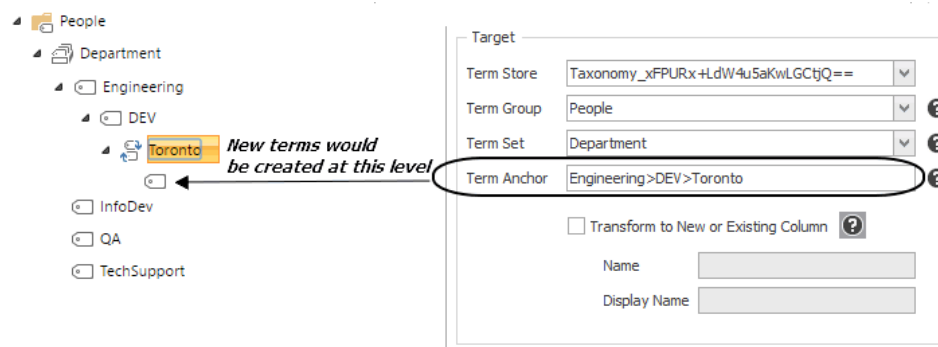 People
Department
Engineering
DEV
Toronto
New terms would
be created at this level
InfoDev
QA
TechSupport
Target
Term Store Taxonomy_xFPURx+LdW4u5aKwLGCtjQ==
Term Group People
Term Set Department
Term Anchor Engineering>DEV>Toronto
Transform to New or Existing Column ?
Name
Display Name